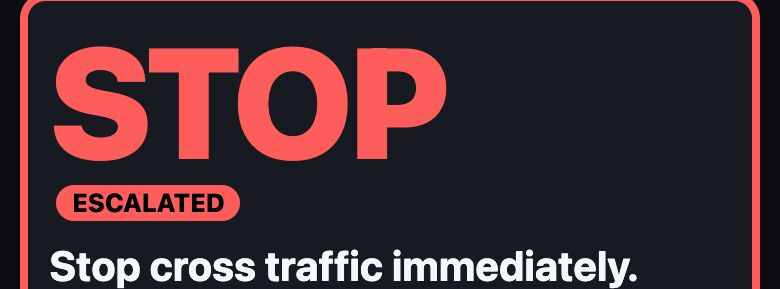 STOP
ESCALATED
Stop cross traffic immediately.